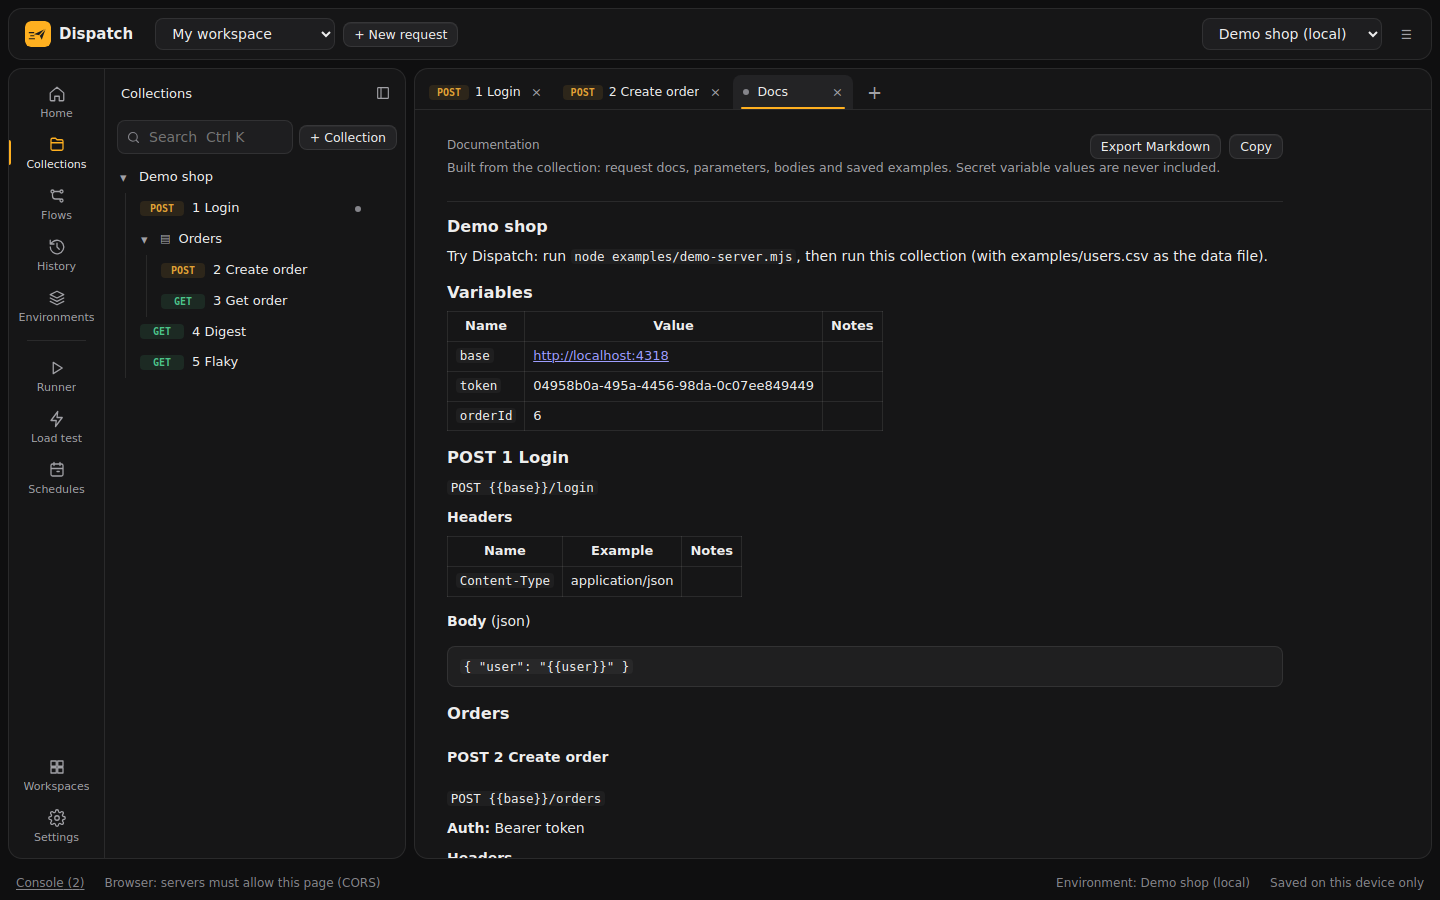 Dispatch
My workspace
+ New request
Demo shop (local)
Home
Collections
Flows
History
Environments
Runner
Load test
Schedules
Workspaces
Settings
Collections
Search Ctrl K
+ Collection
Demo shop
POST 1 Login
Orders
POST 2 Create order
GET 3 Get order
GET 4 Digest
GET 5 Flaky
POST 1 Login ×
POST 2 Create order ×
Docs ×
+
Documentation
Export Markdown
Copy
Built from the collection: request docs, parameters, bodies and saved examples. Secret variable values are never included.
Demo shop
Try Dispatch: run node examples/demo-server.mjs, then run this collection (with examples/users.csv as the data file).
Variables
Name Value Notes
base http://localhost:4318
token 04958b0a-495a-4456-98da-0c07ee849449
orderId 6
POST 1 Login
POST {{base}}/login
Headers
Name Example Notes
Content-Type application/json
Body (json)
{ "user": "{{user}}" }
Orders
POST 2 Create order
POST {{base}}/orders
Auth: Bearer token
Headers
Console (2)
Browser: servers must allow this page (CORS)
Environment: Demo shop (local)
Saved on this device only